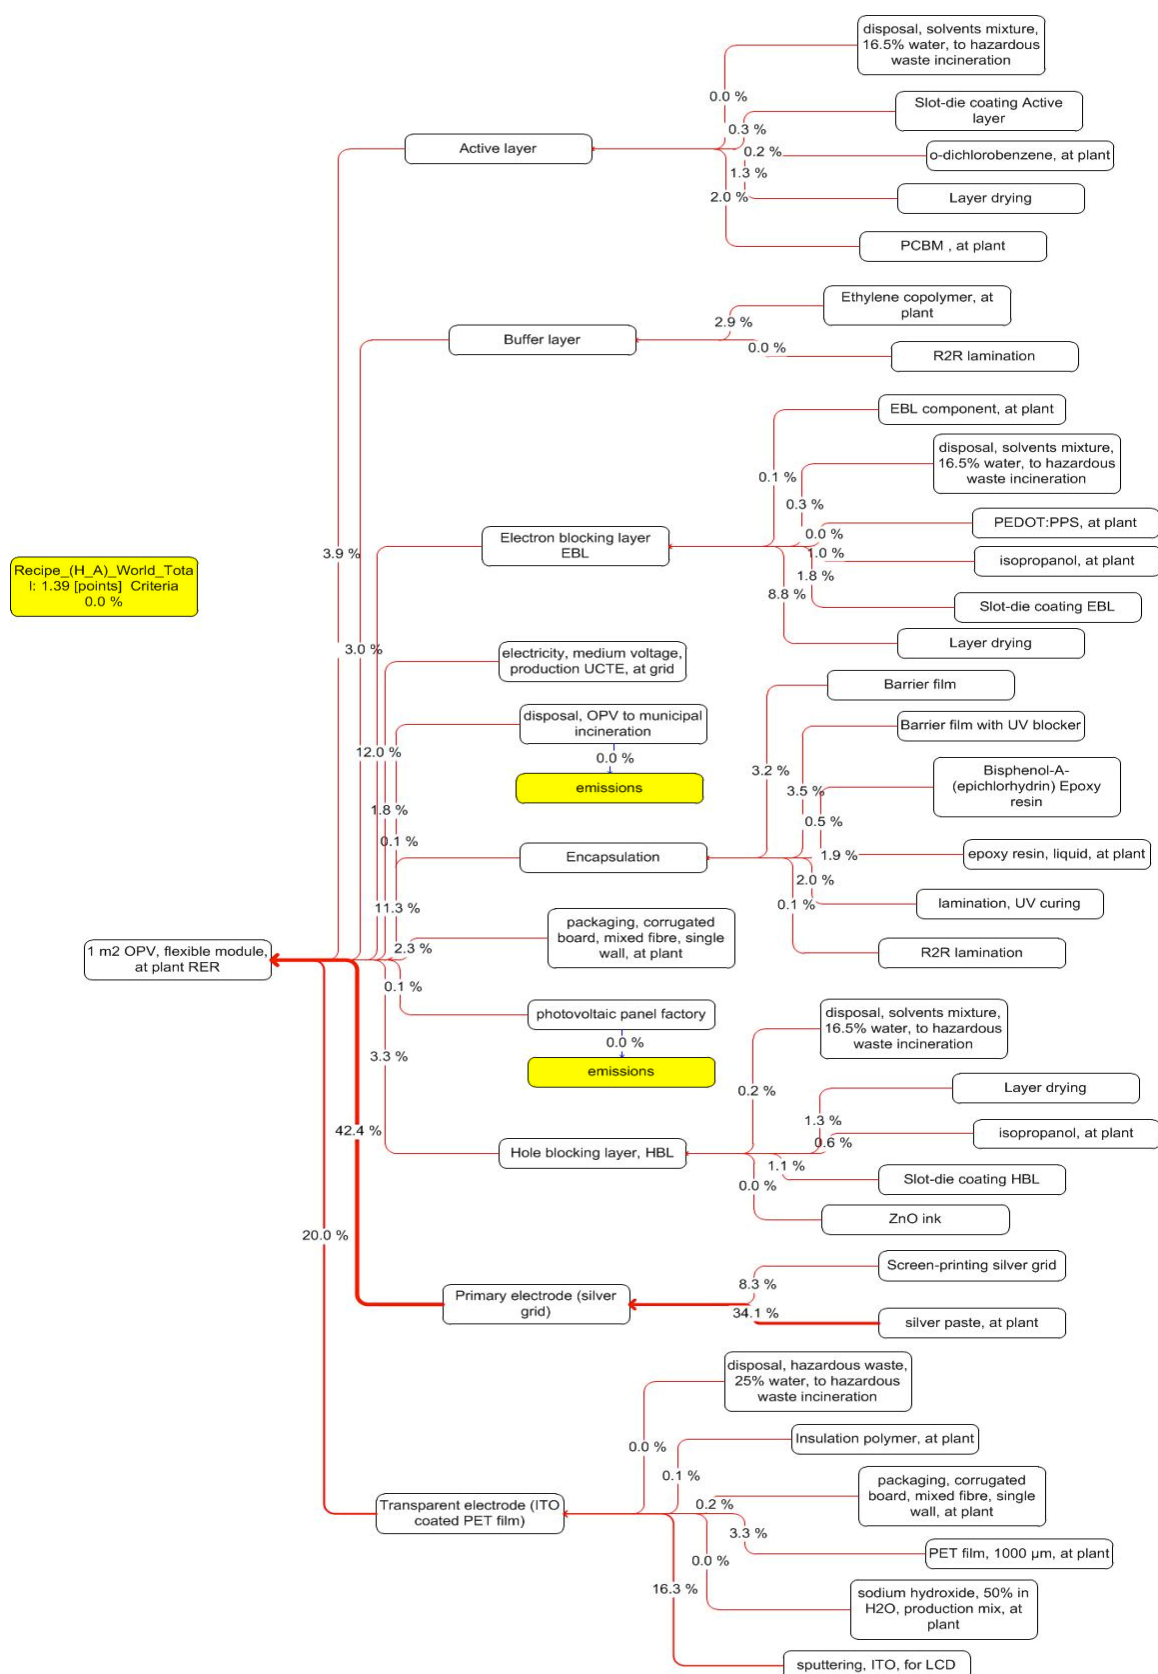 disposal, solvents mixture,
16.5% water, to hazardous
waste incineration
0.0 %
Slot-die coating Active
layer
0.3 %
Active layer
0.2 %
o-dichlorobenzene, at plant
1.3 %
2.0 %
Layer drying
PCBM , at plant
Ethylene copolymer, at
plant
2.9 %
Buffer layer
0.0 %
R2R lamination
EBL component, at plant
disposal, solvents mixture,
16.5% water, to hazardous
waste incineration
0.1 %
0.3 %
PEDOT:PPS, at plant
0.0 %
Electron blocking layer
EBL
1.0 %
isopropanol, at plant
3.9 %
1.8 %
8.8 %
Slot-die coating EBL
Recipe_(H_A)_World_Tota
l: 1.39 [points] Criteria
0.0 %
Layer drying
3.0 %
electricity, medium voltage,
production UCTE, at grid
Barrier film
disposal, OPV to municipal
incineration
Barrier film with UV blocker
12.0 %
0.0 %
3.2 %
emissions
Bisphenol-A-
(epichlorhydrin) Epoxy
resin
3.5 %
1.8 %
0.5 %
0.1 %
Encapsulation
1.9 %
epoxy resin, liquid, at plant
2.0 %
0.1 %
lamination, UV curing
11.3 %
packaging, corrugated
board, mixed fibre, single
wall, at plant
2.3 %
R2R lamination
1 m2 OPV, flexible module,
at plant RER
0.1 %
photovoltaic panel factory
disposal, solvents mixture,
16.5% water, to hazardous
waste incineration
0.0 %
3.3 %
emissions
0.2 %
Layer drying
1.3 %
42.4 %
0.6 %
isopropanol, at plant
Hole blocking layer, HBL
1.1 %
0.0 %
Slot-die coating HBL
ZnO ink
20.0 %
Screen-printing silver grid
8.3 %
Primary electrode (silver
grid)
34.1 %
silver paste, at plant
disposal, hazardous waste,
25% water, to hazardous
waste incineration
0.0 %
Insulation polymer, at plant
0.1 %
packaging, corrugated
board, mixed fibre, single
wall, at plant
0.2 %
Transparent electrode (ITO
coated PET film)
3.3 %
PET film, 1000 µm, at plant
0.0 %
16.3 %
sodium hydroxide, 50% in
H2O, production mix, at
plant
sputtering, ITO, for LCD